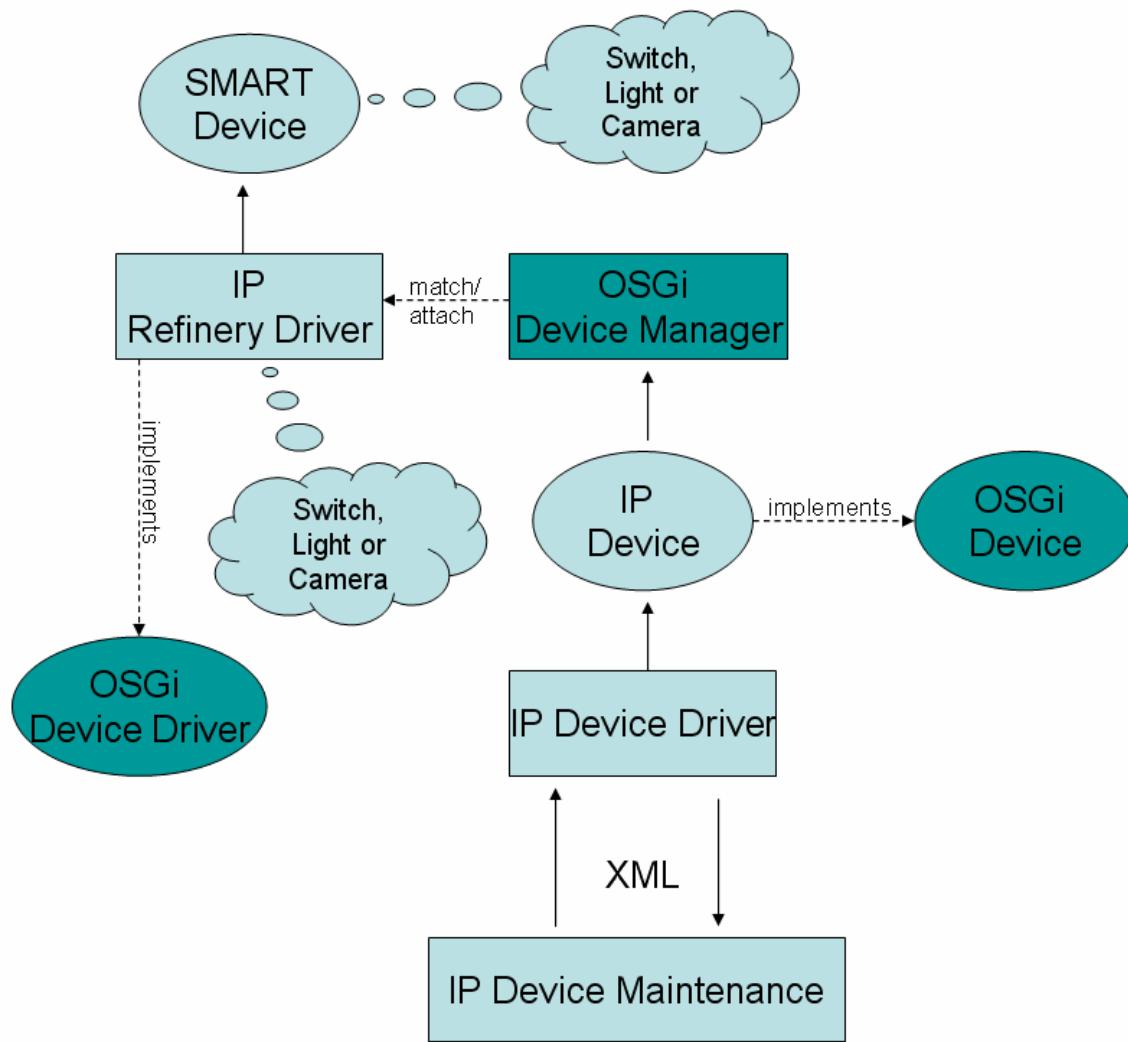 SMART
Device
Switch,
Light or
Camera
IP
Refinery Driver
match/
attach
OSGi
Device Manager
implements
Switch,
Light or
Camera
IP
Device
implements
OSGi
Device
OSGi
Device Driver
IP Device Driver
XML
IP Device Maintenance